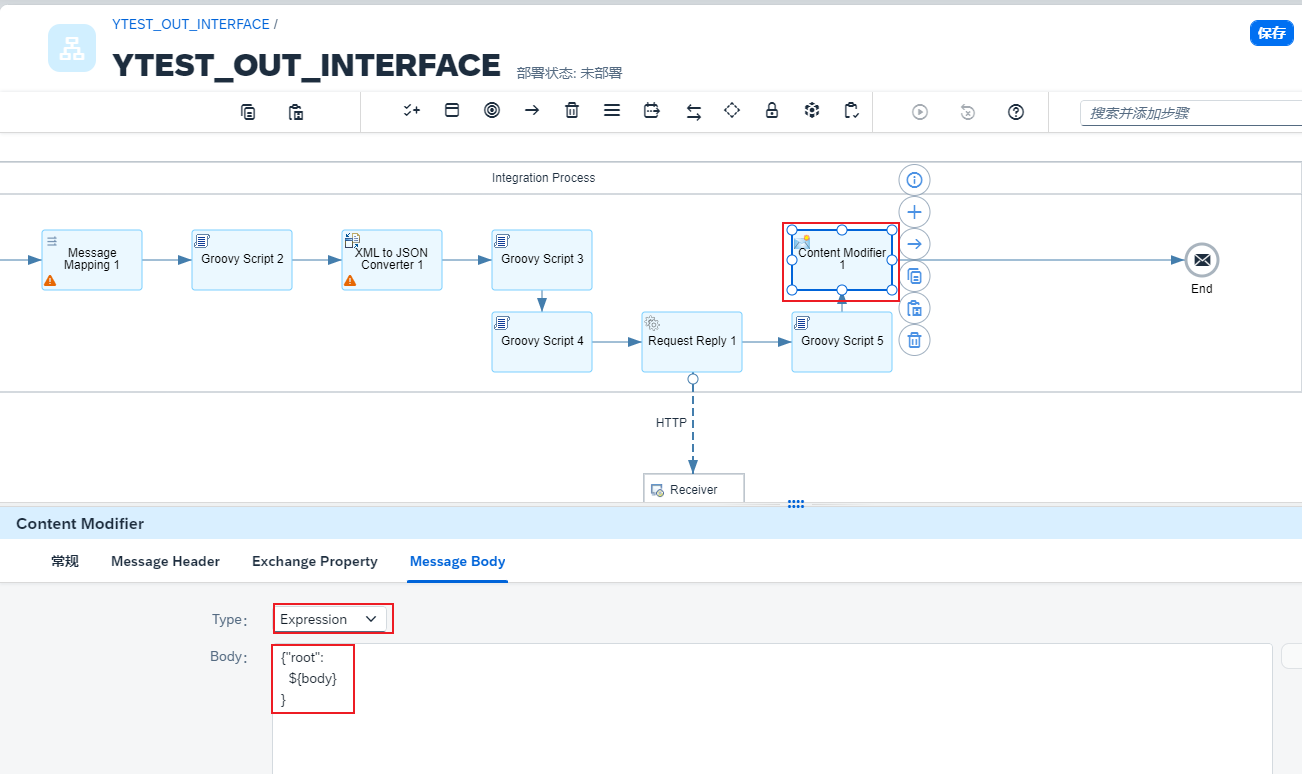 YTEST_OUT_INTERFACE /
保存
YTEST_OUT_INTERFACE 部署状态: 未部署
搜索并添加步骤
Integration Process
Message
Mapping 1
Groovy Script 2
XML to JSON
Converter 1
Groovy Script 3
Content Modifier
1
End
Groovy Script 4
Request Reply 1
Groovy Script 5
HTTP
Receiver
Content Modifier
常规 Message Header Exchange Property Message Body
Type: Expression
Body: {"root":
${body}
}